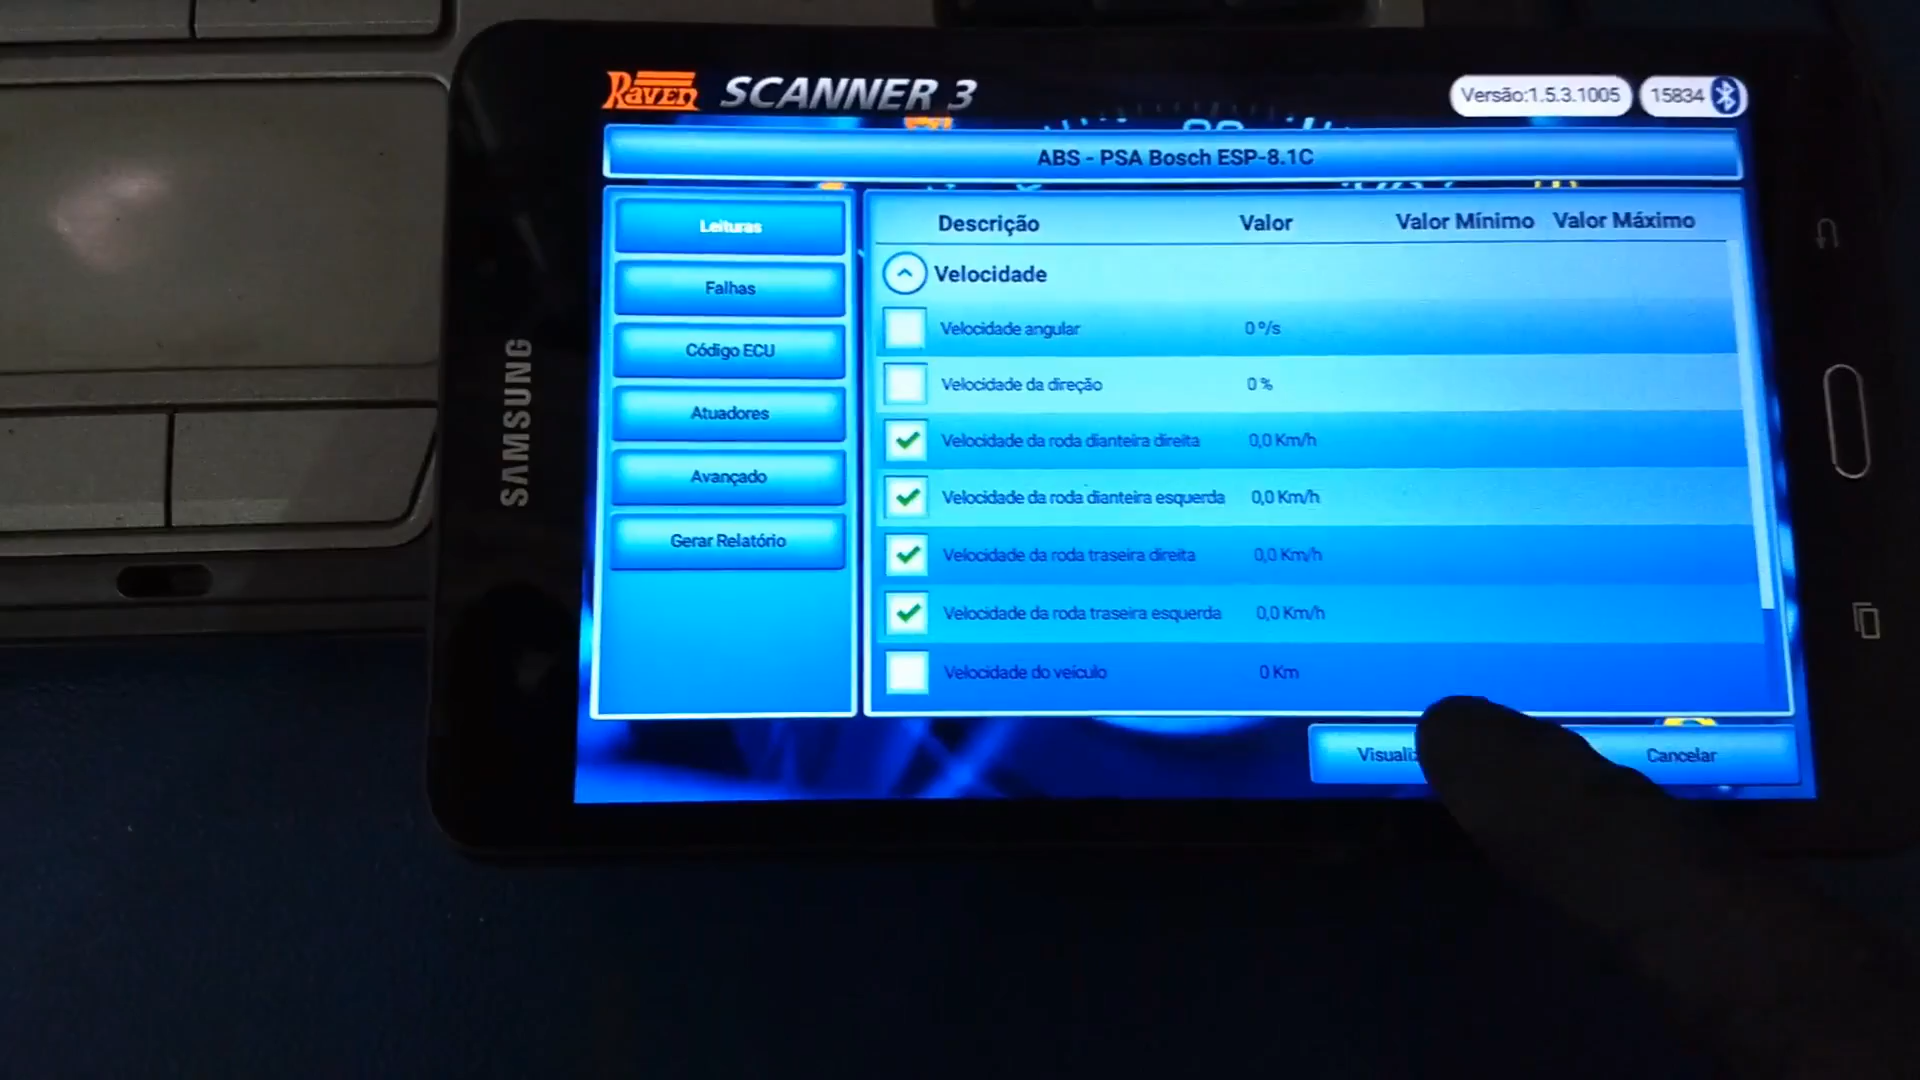 Raven SCANNER 3
Versão:1.5.3.1005
15834
ABS - PSA Bosch ESP-8.1C
Leituras
Falhas
Código ECU
Atuadores
Avançado
Gerar Relatório
Descrição Valor Valor Mínimo Valor Máximo
Velocidade
Velocidade angular 0 º/s
Velocidade da direção 0 %
Velocidade da roda dianteira direita 0,0 Km/h
Velocidade da roda dianteira esquerda 0,0 Km/h
Velocidade da roda traseira direita 0,0 Km/h
Velocidade da roda traseira esquerda 0,0 Km/h
Velocidade do veículo 0 Km
Cancelar
SAMSUNG